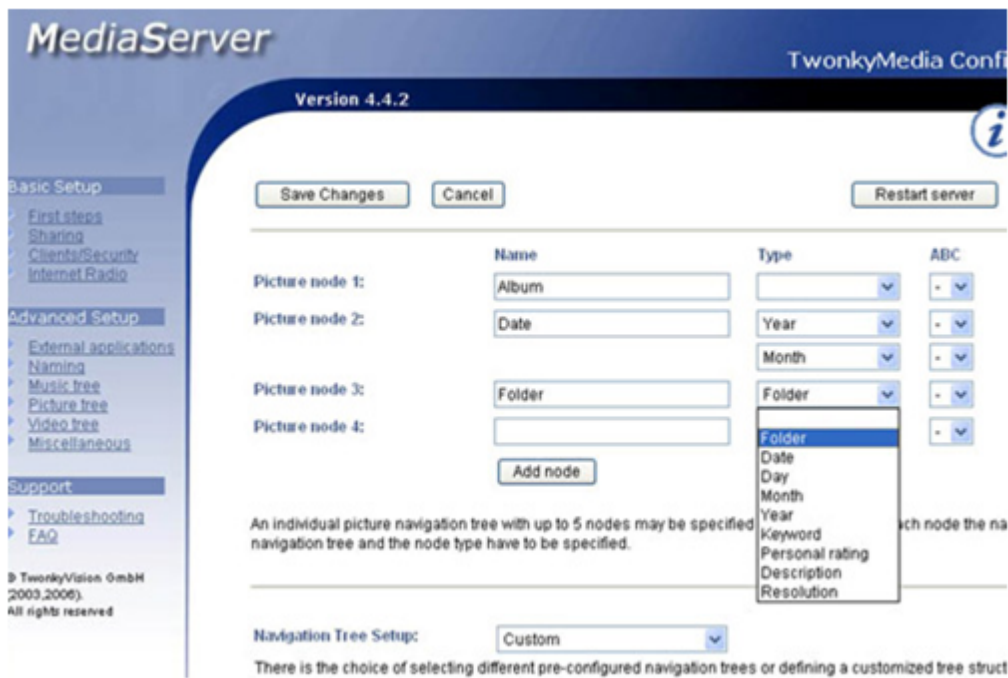 MediaServer
TwonkyMedia Confi
Version 4.4.2
i
Basic Setup
First steps
Sharing
Clients/Security
Internet Radio
Advanced Setup
External applications
Naming
Music tree
Picture tree
Video tree
Miscellaneous
Support
Troubleshooting
FAQ
© TwonkyVision GmbH
(2003,2006).
All rights reserved
Save Changes Cancel Restart server
Name Type ABC
Picture node 1: Album -
Picture node 2: Date Year -
Month -
Picture node 3: Folder Folder -
Picture node 4: -
Folder
Date
Day
Month
Year
Keyword
Personal rating
Description
Resolution
Add node
An individual picture navigation tree with up to 5 nodes may be specified ach node the na
navigation tree and the node type have to be specified.
Navigation Tree Setup: Custom
There is the choice of selecting different pre-configured navigation trees or defining a customized tree struct